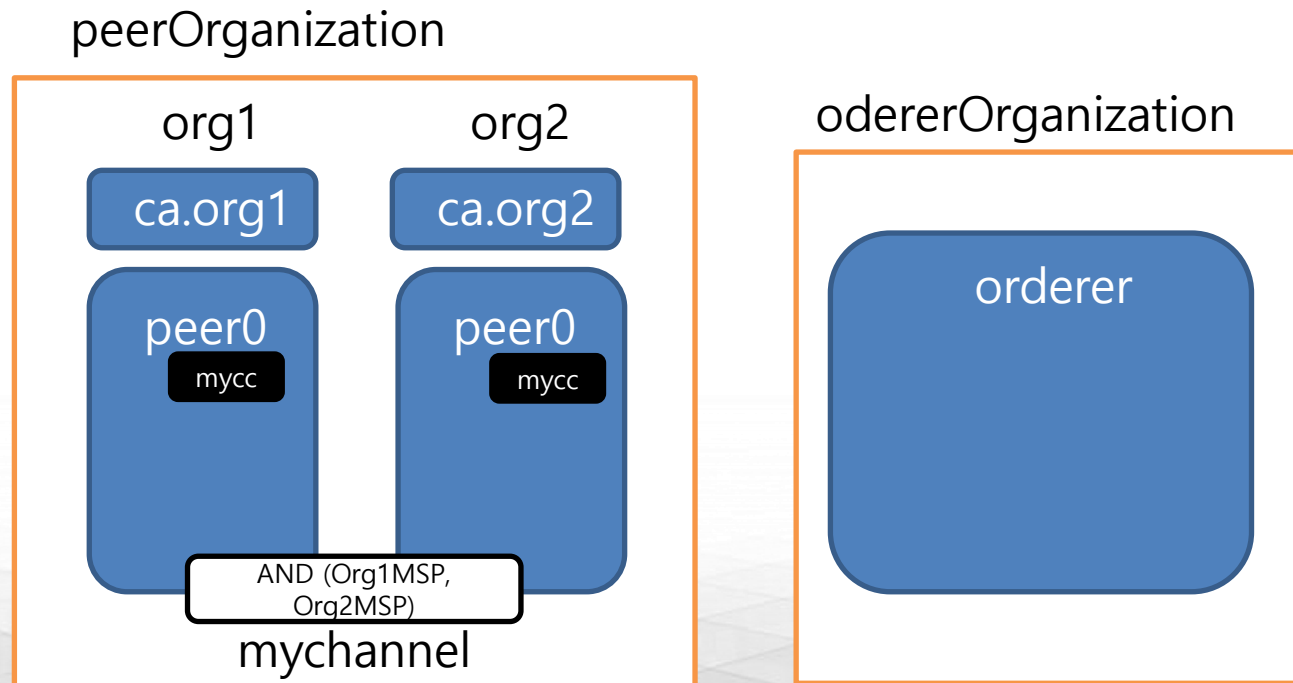 peerOrganization
org1
org2
odererOrganization
ca.org1
ca.org2
orderer
peer0
peer0
mycc
mycc
AND (Org1MSP,
Org2MSP)
mychannel